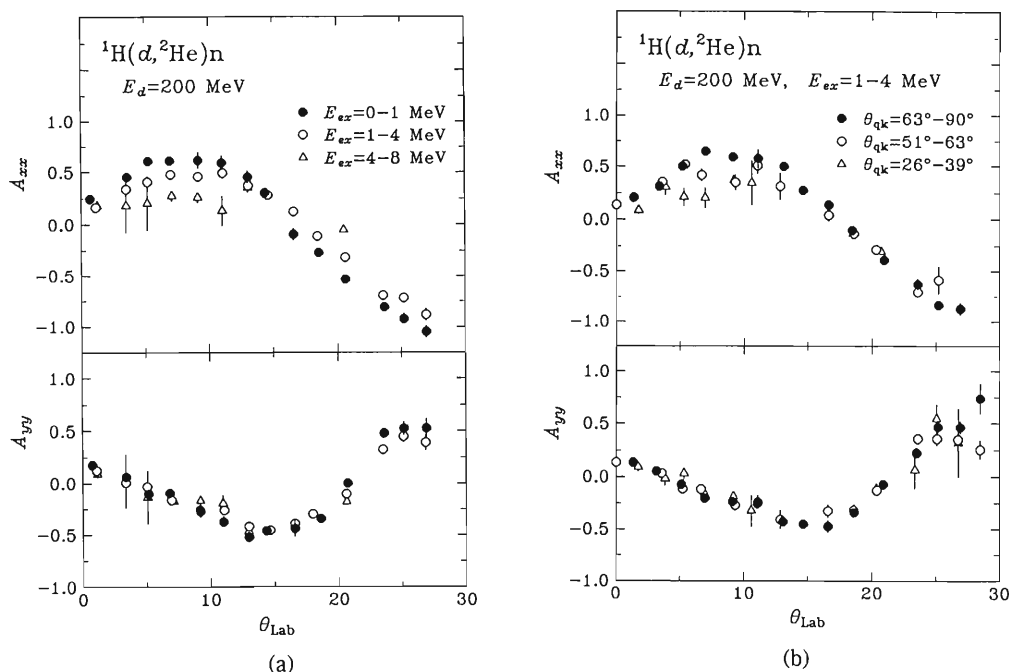 ¹H(d,²He)n
E_d=200 MeV
● E_ex=0−1 MeV
○ E_ex=1−4 MeV
△ E_ex=4−8 MeV
A_xx
1.0
0.5
0.0
−0.5
−1.0
A_yy
1.0
0.5
0.0
−0.5
−1.0
0 10 20 30
θ_Lab
(a)
¹H(d,²He)n
E_d=200 MeV, E_ex=1−4 MeV
● θ_qk=63°−90°
○ θ_qk=51°−63°
△ θ_qk=26°−39°
A_xx
1.0
0.5
0.0
−0.5
−1.0
A_yy
1.0
0.5
0.0
−0.5
−1.0
0 10 20 30
θ_Lab
(b)